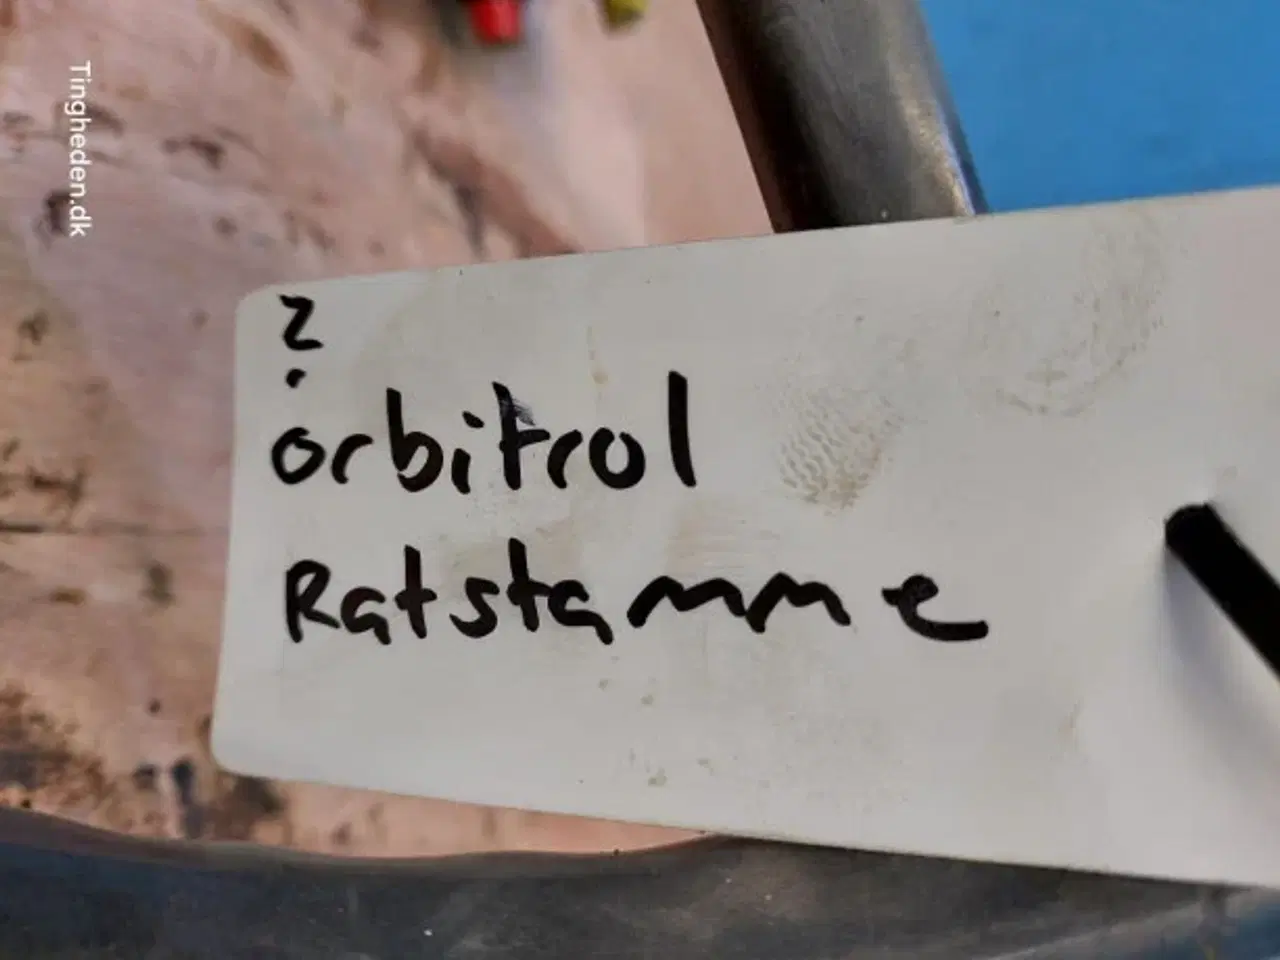 Tingheden.dk
?
orbitrol
Ratstamme